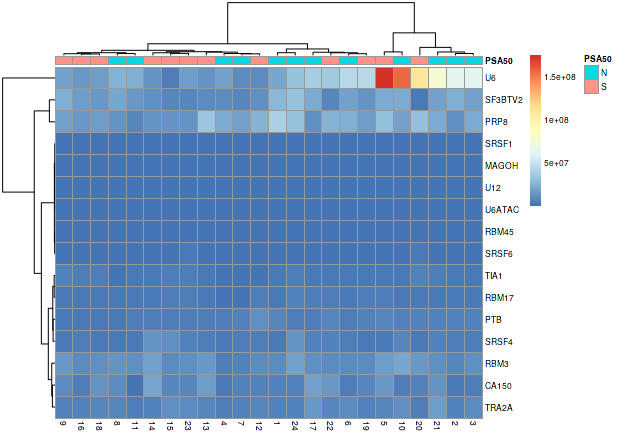 PSA50
U6
SF3BTV2
PRP8
SRSF1
MAGOH
U12
U6ATAC
RBM45
SRSF6
TIA1
RBM17
PTB
SRSF4
RBM3
CA150
TRA2A
9 16 18 8 11 14 15 23 13 4 7 12 1 24 17 22 6 19 5 10 20 21 2 3
1.5e+08
1e+08
5e+07
PSA50
N
S